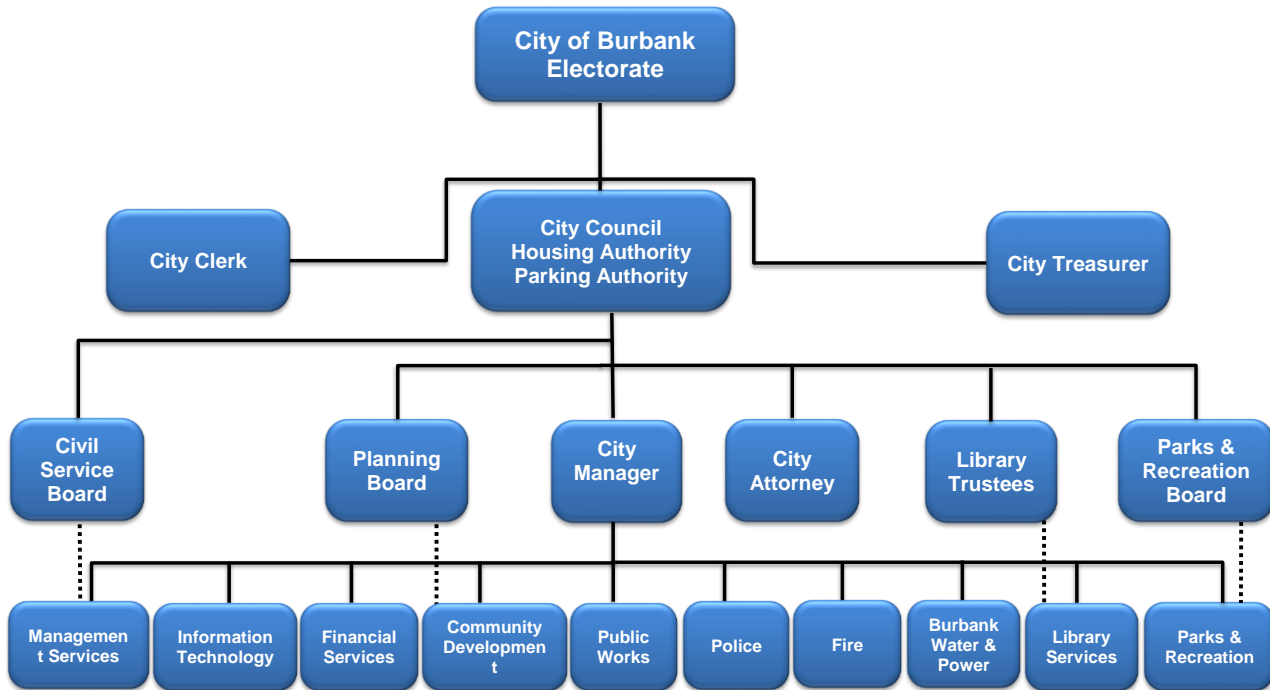 City of Burbank
Electorate
City Clerk
City Council
Housing Authority
Parking Authority
City Treasurer
Civil
Service
Board
Planning
Board
City
Manager
City
Attorney
Library
Trustees
Parks &
Recreation
Board
Managemen
t Services
Information
Technology
Financial
Services
Community
Developmen
t
Public
Works
Police
Fire
Burbank
Water &
Power
Library
Services
Parks &
Recreation